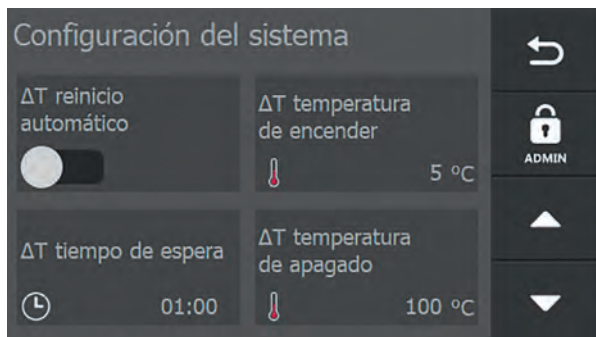 Configuración del sistema
ΔT reinicio
automático
ΔT temperatura
de encender
5 ºC
ADMIN
ΔT tiempo de espera
01:00
ΔT temperatura
de apagado
100 ºC